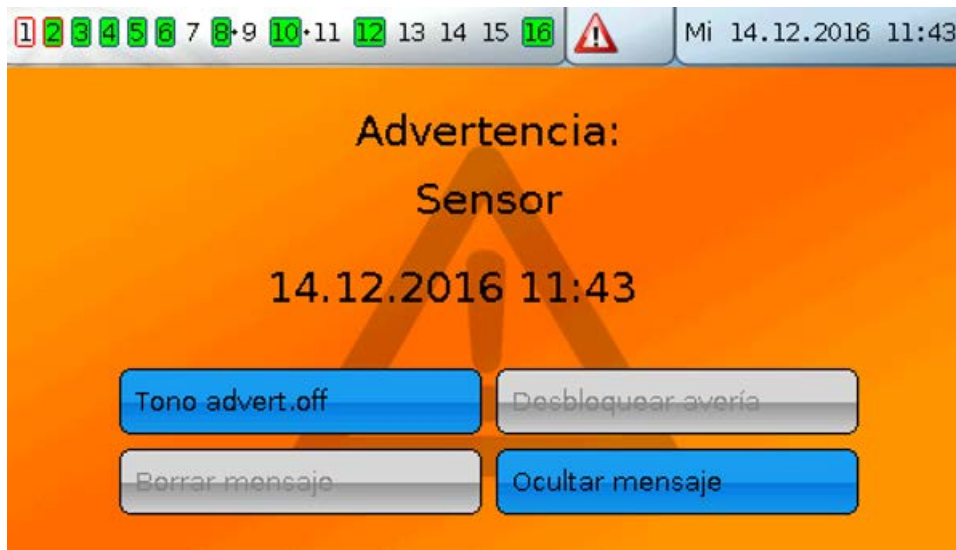 1 2 3 4 5 6 7 8·9 10·11 12 13 14 15 16 Mi 14.12.2016 11:43
Advertencia:
Sensor
14.12.2016 11:43
Tono advert.off Desbloquear avería
Borrar mensaje Ocultar mensaje